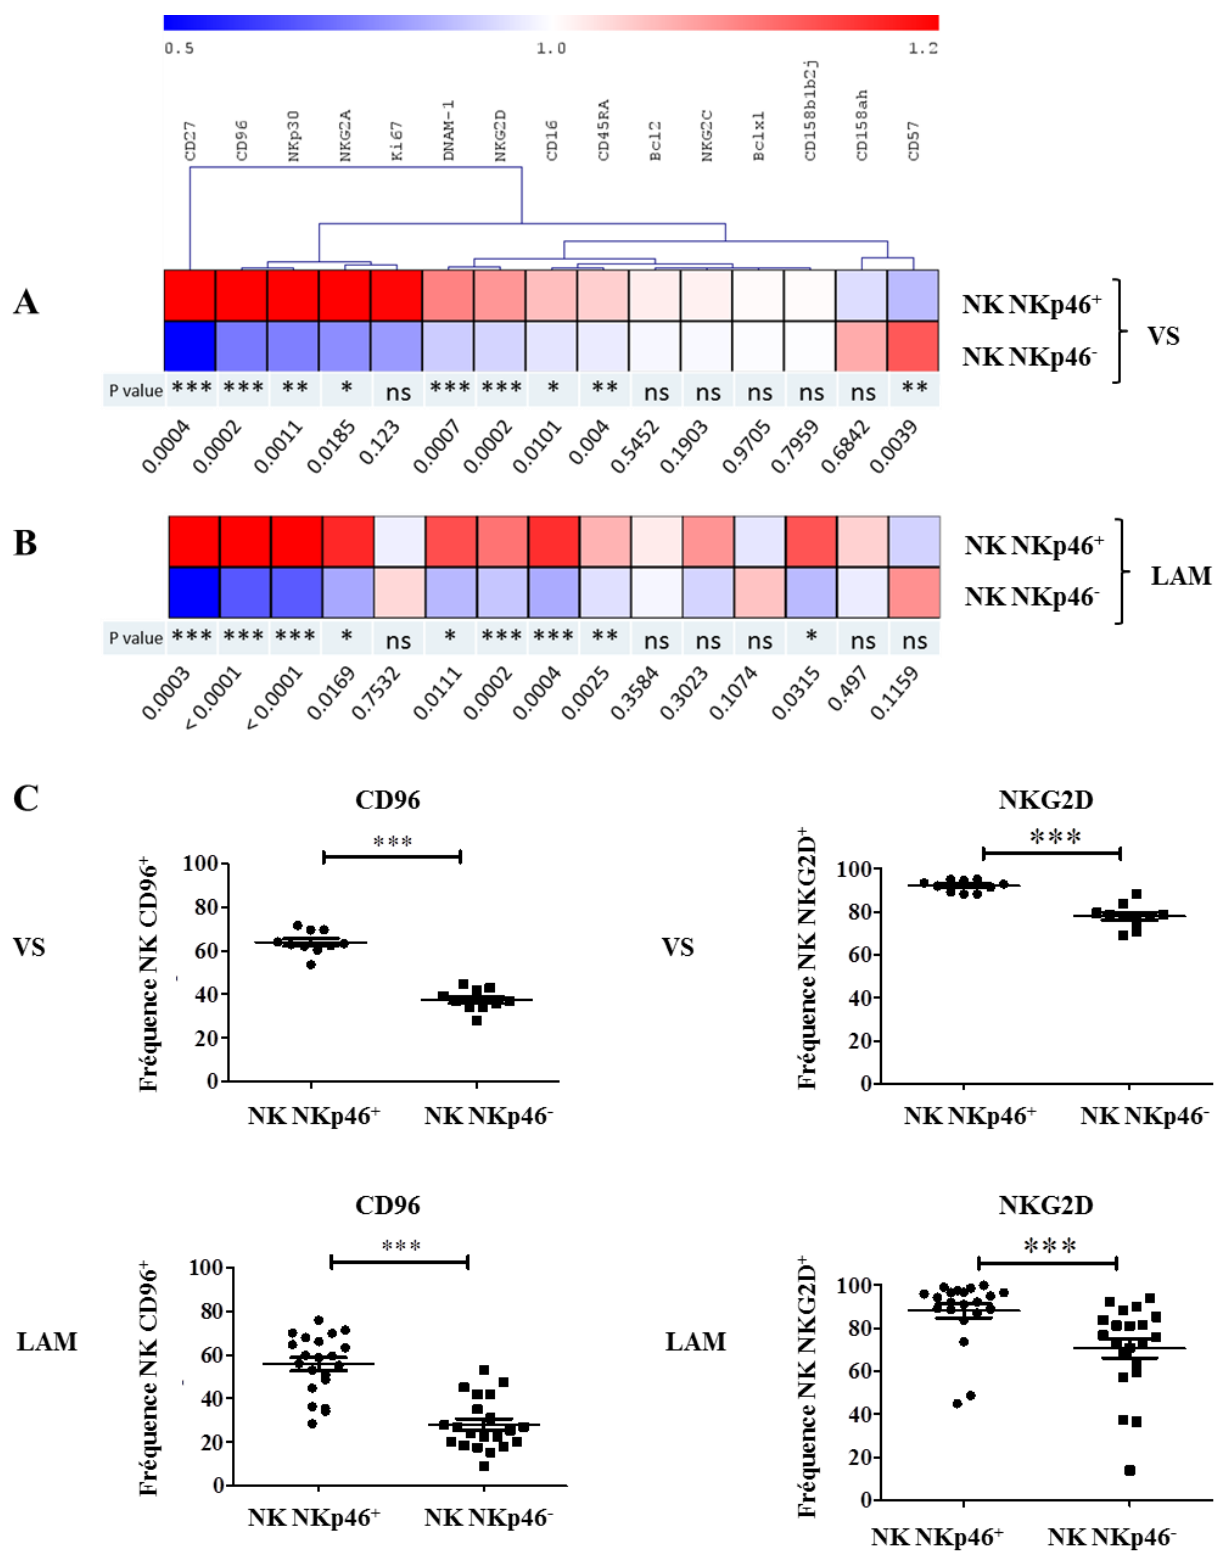 0.5 1.0 1.2
CD27 CD96 NKp30 NKG2A Ki67 DNAM-1 NKG2D CD16 CD45RA Bcl2 NKG2C Bclxl CD158b1b2j CD158ah CD57
A
NK NKp46+
NK NKp46-
VS
P value *** *** ** * ns *** *** * ** ns ns ns ns ns **
0.0004 0.0002 0.0011 0.0185 0.123 0.0007 0.0002 0.0101 0.004 0.5452 0.1903 0.9705 0.7959 0.6842 0.0039
B
NK NKp46+
NK NKp46-
LAM
P value *** *** *** * ns * *** *** ** ns ns ns * ns ns
0.0003 < 0.0001 < 0.0001 0.0169 0.7532 0.0111 0.0002 0.0004 0.0025 0.3584 0.3023 0.1074 0.0315 0.497 0.1159
C
CD96
***
VS
Fréquence NK CD96+
100
80
60
40
20
0
NK NKp46+ NK NKp46-
NKG2D
***
VS
Fréquence NK NKG2D+
100
80
60
40
20
0
NK NKp46+ NK NKp46-
CD96
***
LAM
Fréquence NK CD96+
100
80
60
40
20
0
NK NKp46+ NK NKp46-
NKG2D
***
LAM
Fréquence NK NKG2D+
100
80
60
40
20
0
NK NKp46+ NK NKp46-